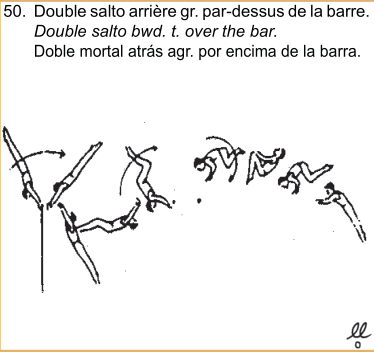 50. Double salto arrière gr. par-dessus de la barre.
Double salto bwd. t. over the bar.
Doble mortal atrás agr. por encima de la barra.